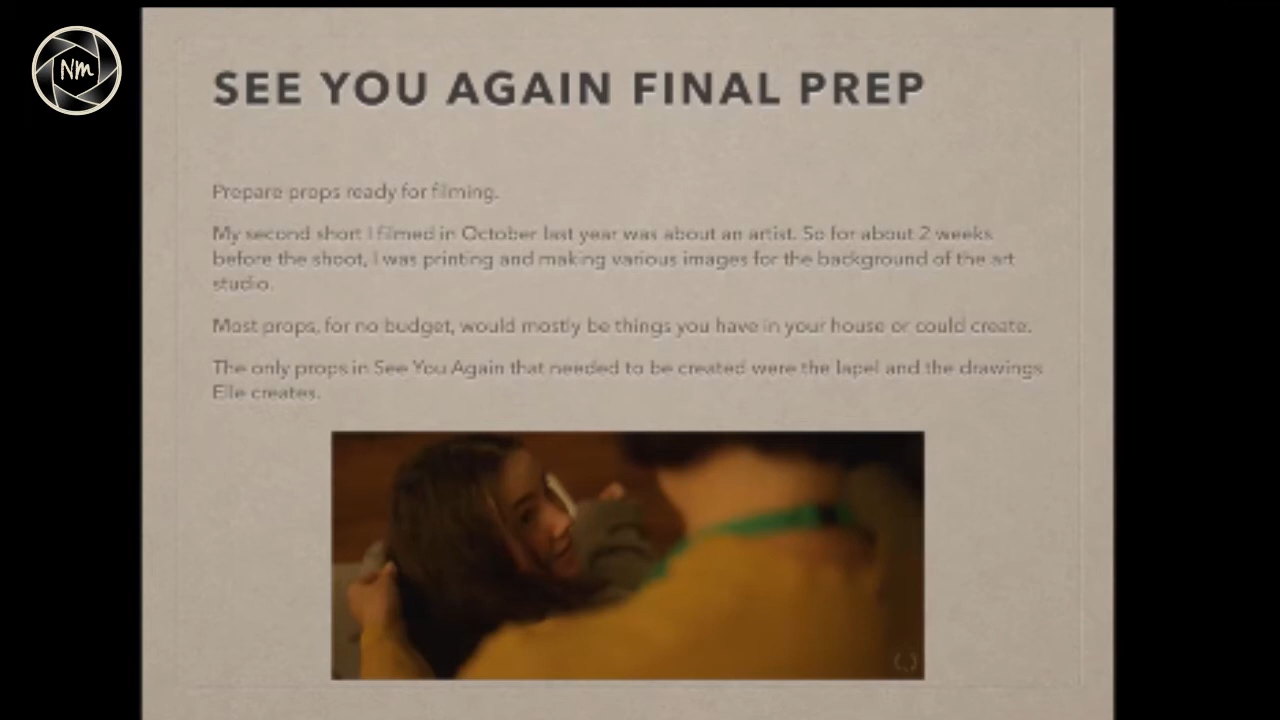 Nm
SEE YOU AGAIN FINAL PREP
Prepare props ready for filming.
My second short I filmed in October last year was about an artist. So for about 2 weeks
before the shoot, I was printing and making various images for the background of the art
studio.
Most props, for no budget, would mostly be things you have in your house or could create.
The only props in See You Again that needed to be created were the lapel and the drawings
Elle creates.